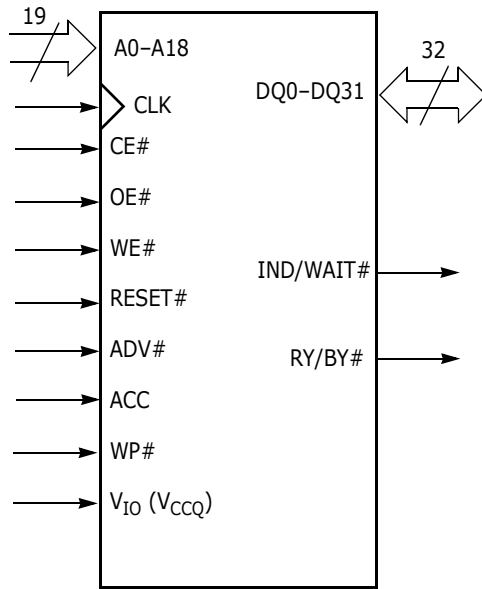 19
A0–A18
CLK
CE#
OE#
WE#
RESET#
ADV#
ACC
WP#
VIO (VCCQ)
32
DQ0–DQ31
IND/WAIT#
RY/BY#